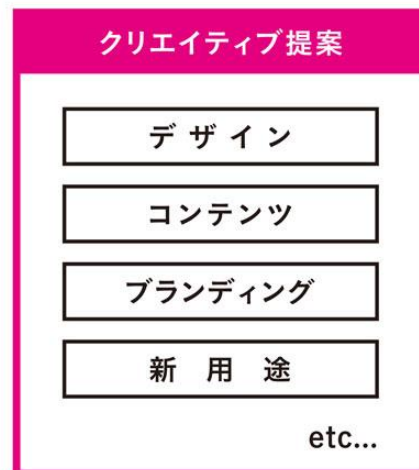 クリエイティブ提案
デザイン
コンテンツ
ブランディング
新用途
etc...